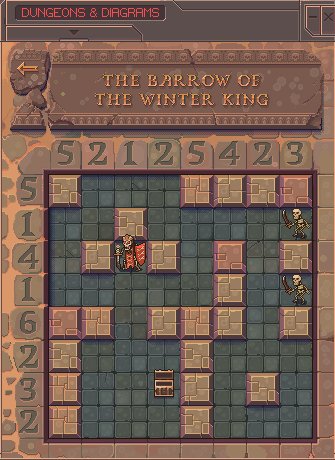 DUNGEONS & DIAGRAMS
THE BARROW OF
THE WINTER KING
5 2 1 2 5 4 2 3
5
1
4
1
6
2
3
2